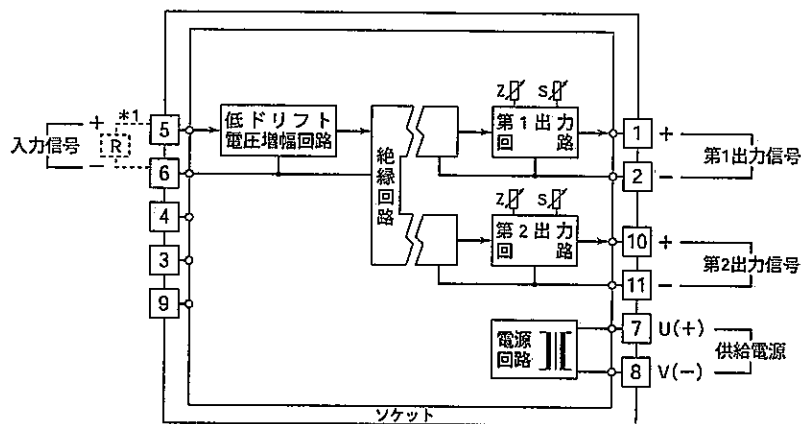 入力信号
+
-
*1
R
5
6
4
3
9
低ドリフト
電圧増幅回路
絶縁回路
Z S
第1出力
回 路
Z S
第2出力
回 路
電源
回路
1 +
2 -
第1出力信号
10 +
11 -
第2出力信号
7 U(+)
8 V(-)
供給電源
ソケット